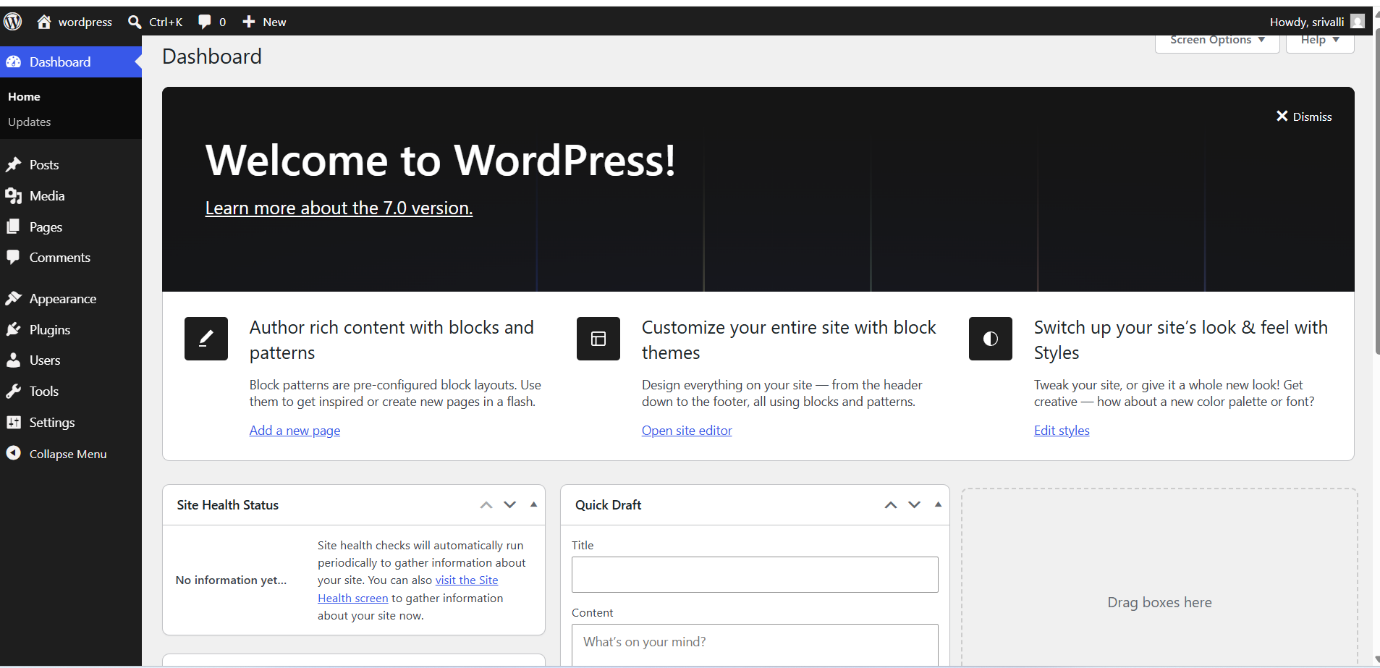 wordpress Ctrl+K 0 New Howdy, srivalli
Screen Options Help
Dashboard
Dashboard
Home
Updates
Posts
Media
Pages
Comments
Appearance
Plugins
Users
Tools
Settings
Collapse Menu
Dismiss
Welcome to WordPress!
Learn more about the 7.0 version.
Author rich content with blocks and
patterns
Block patterns are pre-configured block layouts. Use
them to get inspired or create new pages in a flash.
Add a new page
Customize your entire site with block
themes
Design everything on your site — from the header
down to the footer, all using blocks and patterns.
Open site editor
Switch up your site’s look & feel with
Styles
Tweak your site, or give it a whole new look! Get
creative — how about a new color palette or font?
Edit styles
Site Health Status
No information yet...
Site health checks will automatically run
periodically to gather information about
your site. You can also visit the Site
Health screen to gather information
about your site now.
Quick Draft
Title
Content
What’s on your mind?
Drag boxes here